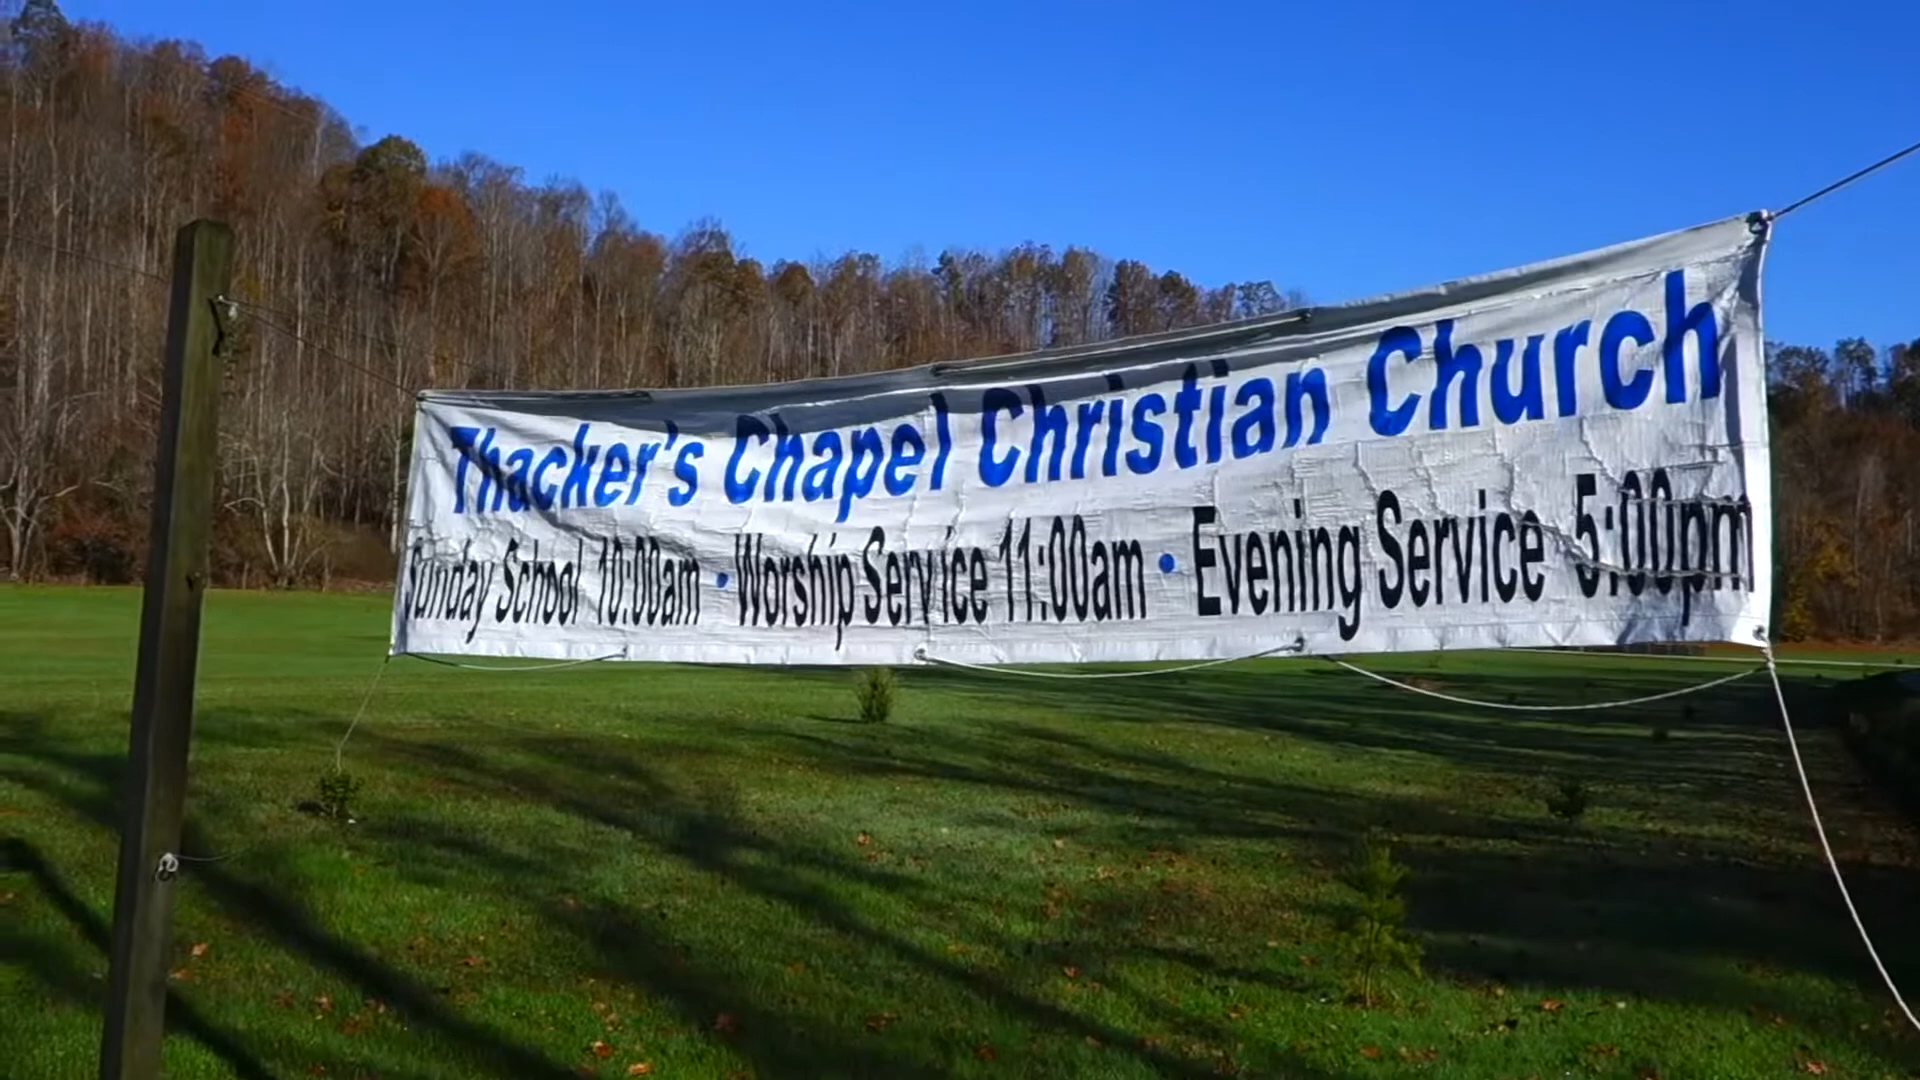 Thacker's Chapel Christian Church
Sunday School 10:00am • Worship Service 11:00am • Evening Service 5:00pm